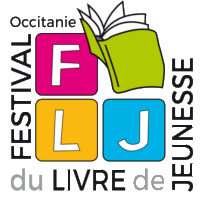 Occitanie
FESTIVAL
F
L J
du LIVRE de
JEUNESSE